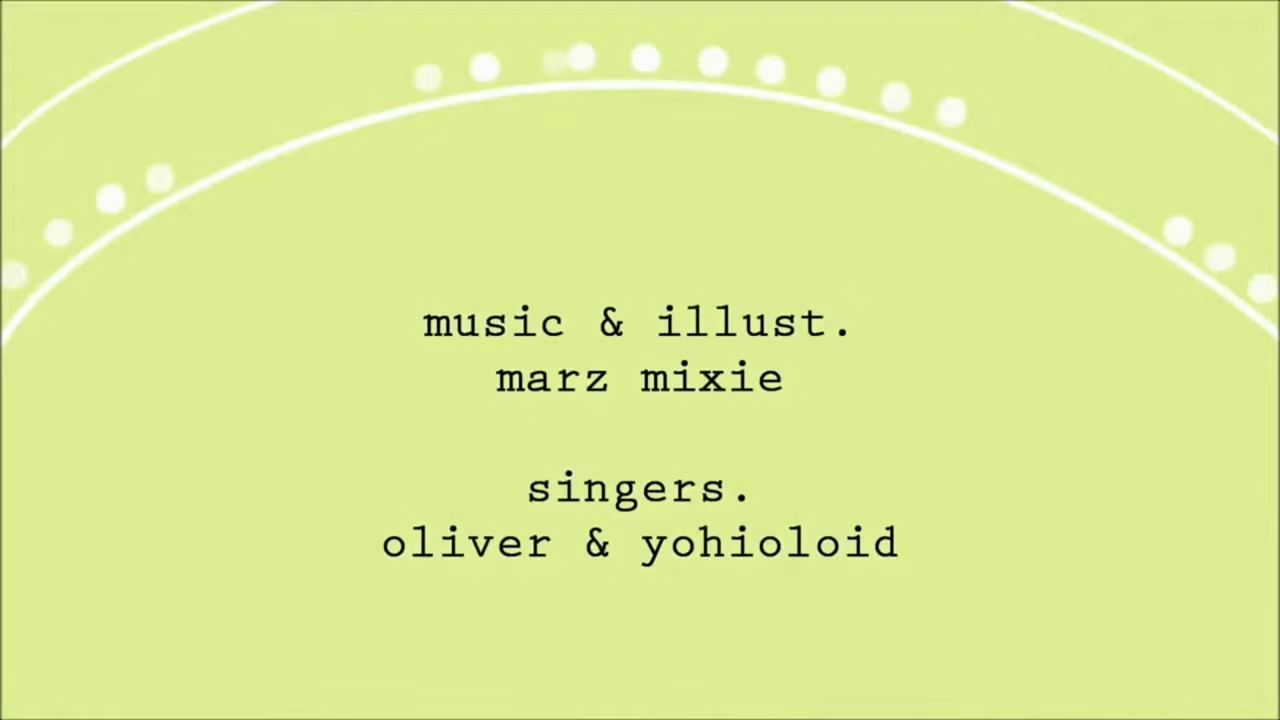 music & illust.
marz mixie
singers.
oliver & yohioloid